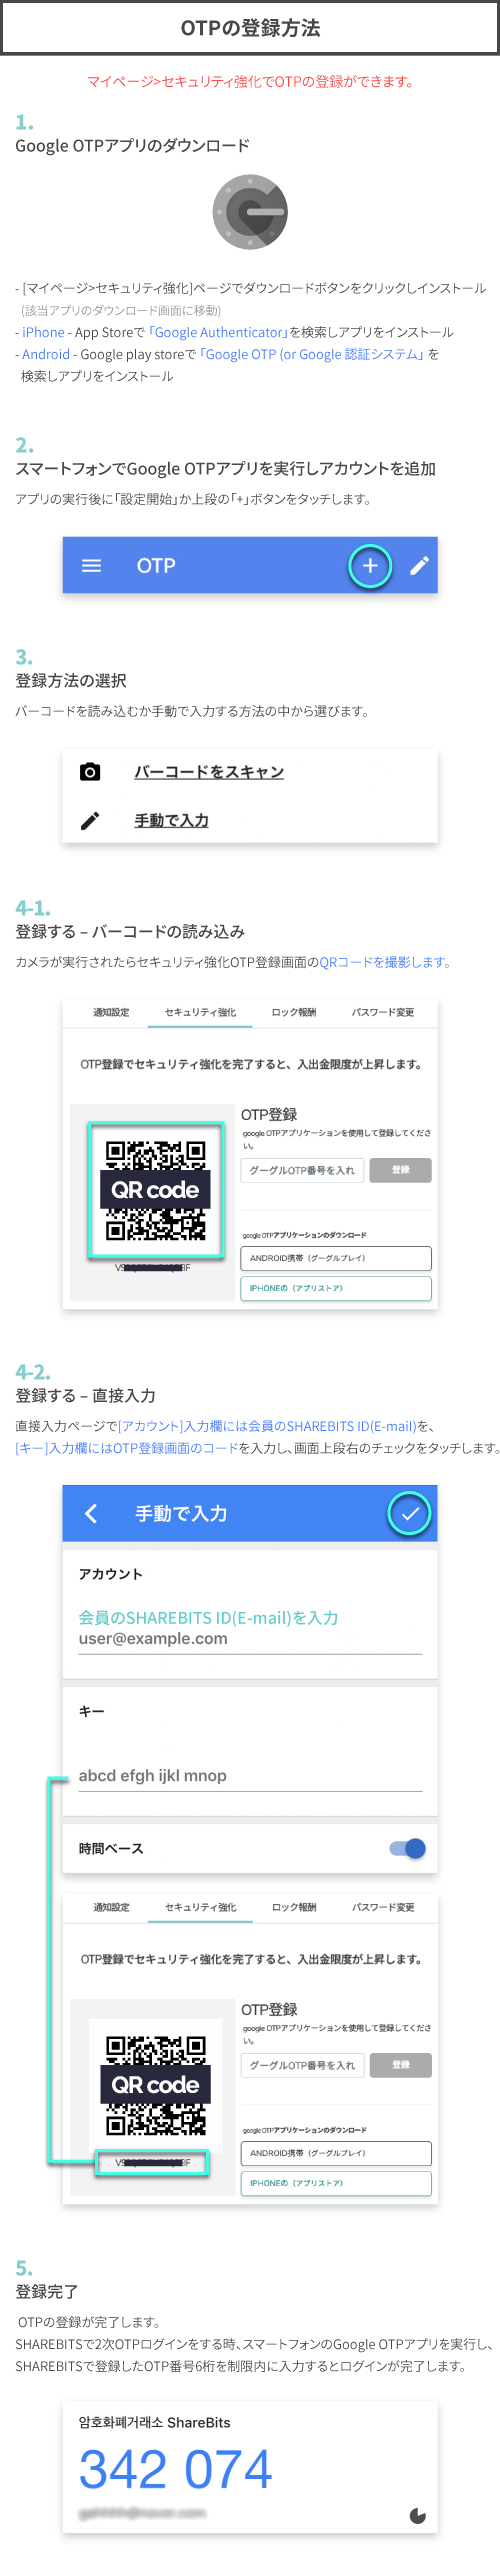 OTPの登録方法
マイページ>セキュリティ強化でOTPの登録ができます。
1.
Google OTPアプリのダウンロード
- [マイページ>セキュリティ強化]ページでダウンロードボタンをクリックしインストール
(該当アプリのダウンロード画面に移動)
- iPhone - App Storeで「Google Authenticator」を検索しアプリをインストール
- Android - Google play storeで「Google OTP (or Google 認証システム」 を
検索しアプリをインストール
2.
スマートフォンでGoogle OTPアプリを実行しアカウントを追加
アプリの実行後に「設定開始」か上段の「+」ボタンをタッチします。
OTP
3.
登録方法の選択
バーコードを読み込むか手動で入力する方法の中から選びます。
バーコードをスキャン
手動で入力
4-1.
登録する – バーコードの読み込み
カメラが実行されたらセキュリティ強化OTP登録画面のQRコードを撮影します。
通知設定 セキュリティ強化 ロック報酬 パスワード変更
OTP登録でセキュリティ強化を完了すると、入出金限度が上昇します。
OTP登録
google OTPアプリケーションを使用して登録してくださ
い。
グーグルOTP番号を入れ 登録
QR code
google OTPアプリケーションのダウンロード
ANDROID携帯（グーグルプレイ）
IPHONEの（アプリストア）
4-2.
登録する – 直接入力
直接入力ページで[アカウント]入力欄には会員のSHAREBITS ID(E-mail)を、
[キー]入力欄にはOTP登録画面のコードを入力し、画面上段右のチェックをタッチします。
手動で入力
アカウント
会員のSHAREBITS ID(E-mail)を入力
user@example.com
キー
abcd efgh ijkl mnop
時間ベース
通知設定 セキュリティ強化 ロック報酬 パスワード変更
OTP登録でセキュリティ強化を完了すると、入出金限度が上昇します。
OTP登録
google OTPアプリケーションを使用して登録してくださ
い。
グーグルOTP番号を入れ 登録
QR code
google OTPアプリケーションのダウンロード
ANDROID携帯（グーグルプレイ）
IPHONEの（アプリストア）
5.
登録完了
OTPの登録が完了します。
SHAREBITSで2次OTPログインをする時、スマートフォンのGoogle OTPアプリを実行し、
SHAREBITSで登録したOTP番号6桁を制限内に入力するとログインが完了します。
암호화폐거래소 ShareBits
342 074